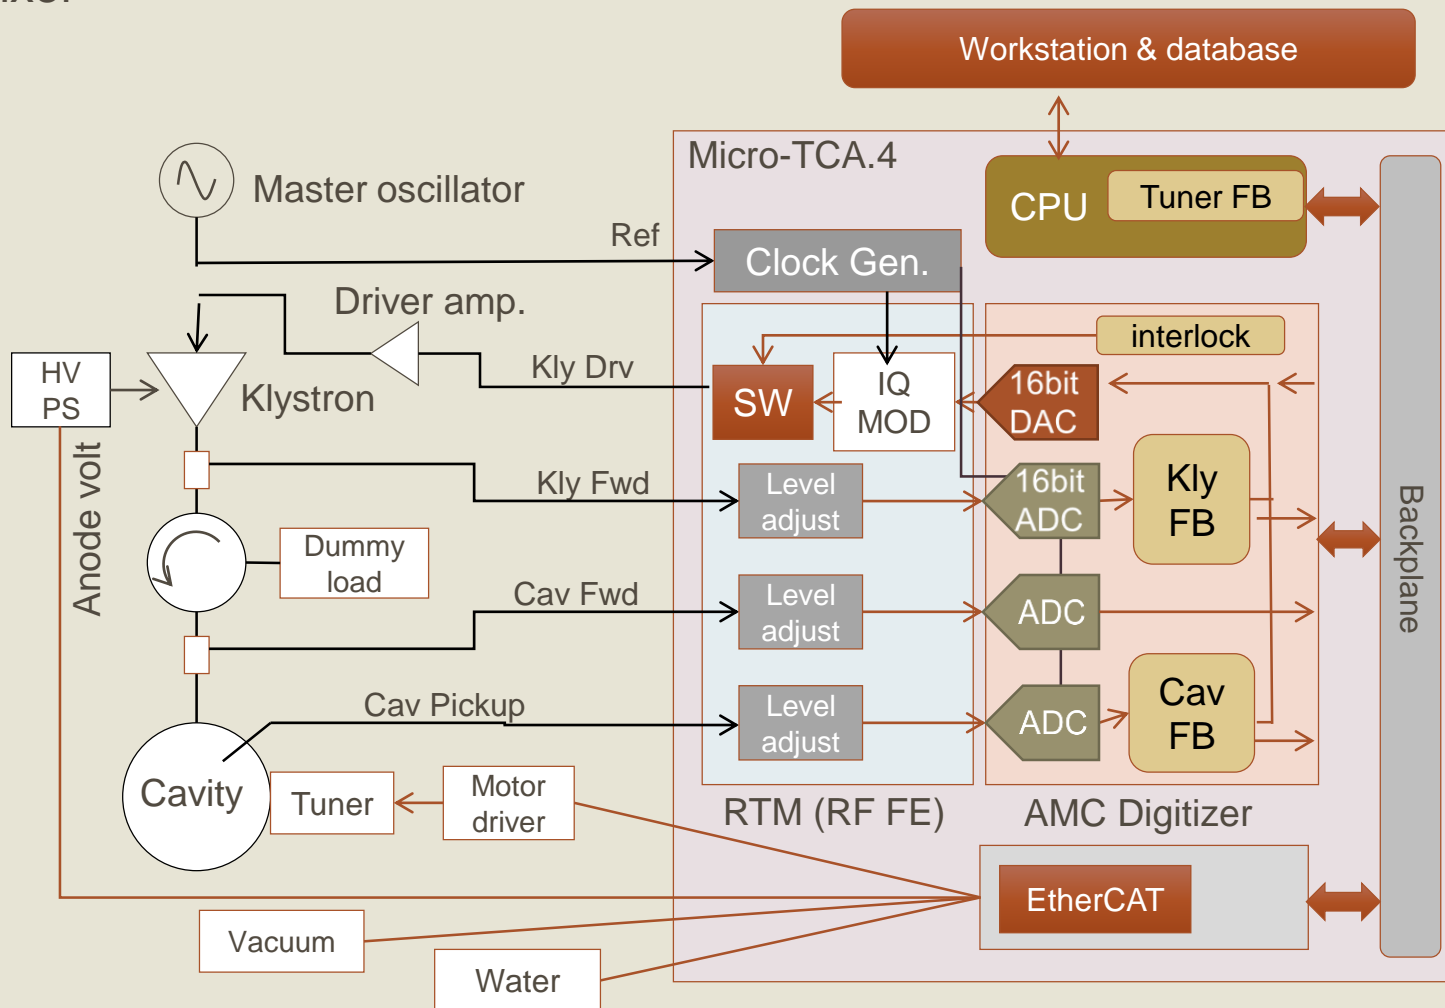 Workstation & database
Micro-TCA.4
CPU
Tuner FB
Master oscillator
Ref
Clock Gen.
Driver amp.
interlock
Kly Drv
HV
PS
Klystron
SW
IQ
MOD
16bit
DAC
Anode volt
Kly Fwd
Level
adjust
16bit
ADC
Kly
FB
Backplane
Dummy
load
Cav Fwd
Level
adjust
ADC
Cav Pickup
Level
adjust
ADC
Cav
FB
Cavity
Tuner
Motor
driver
RTM (RF FE)
AMC Digitizer
EtherCAT
Vacuum
Water